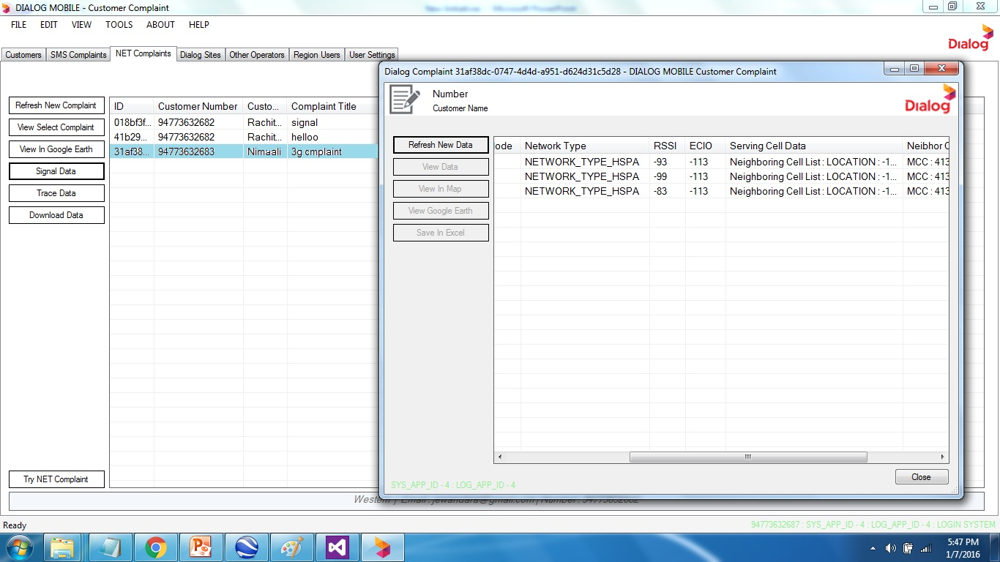 DIALOG MOBILE - Customer Complaint
FILE EDIT VIEW TOOLS ABOUT HELP
Dialog
Customers SMS Complaints NET Complaints Dialog Sites Other Operators Region Users User Settings
Refresh New Complaint
View Select Complaint
View In Google Earth
Signal Data
Trace Data
Download Data
Try NET Complaint
ID Customer Number Custo... Complaint Title
018bf3f... 94773632682 Rachit... signal
41b29... 94773632682 Rachit... helloo
31af38... 94773632683 Nimaali 3g cmplaint
Dialog Complaint 31af38dc-0747-4d4d-a951-d624d31c5d28 - DIALOG MOBILE Customer Complaint
Number
Customer Name
Dialog
Refresh New Data
View Data
View In Map
View Google Earth
Save In Excel
ode Network Type RSSI ECIO Serving Cell Data Neibhor C
NETWORK_TYPE_HSPA -93 -113 Neighboring Cell List : LOCATION : -1... MCC : 413
NETWORK_TYPE_HSPA -99 -113 Neighboring Cell List : LOCATION : -1... MCC : 413
NETWORK_TYPE_HSPA -83 -113 Neighboring Cell List : LOCATION : -1... MCC : 413
Close
SYS_APP_ID - 4 : LOG_APP_ID - 4
Ready
94773632687 : SYS_APP_ID - 4 : LOG_APP_ID - 4 : LOGIN SYSTEM
5:47 PM
1/7/2016